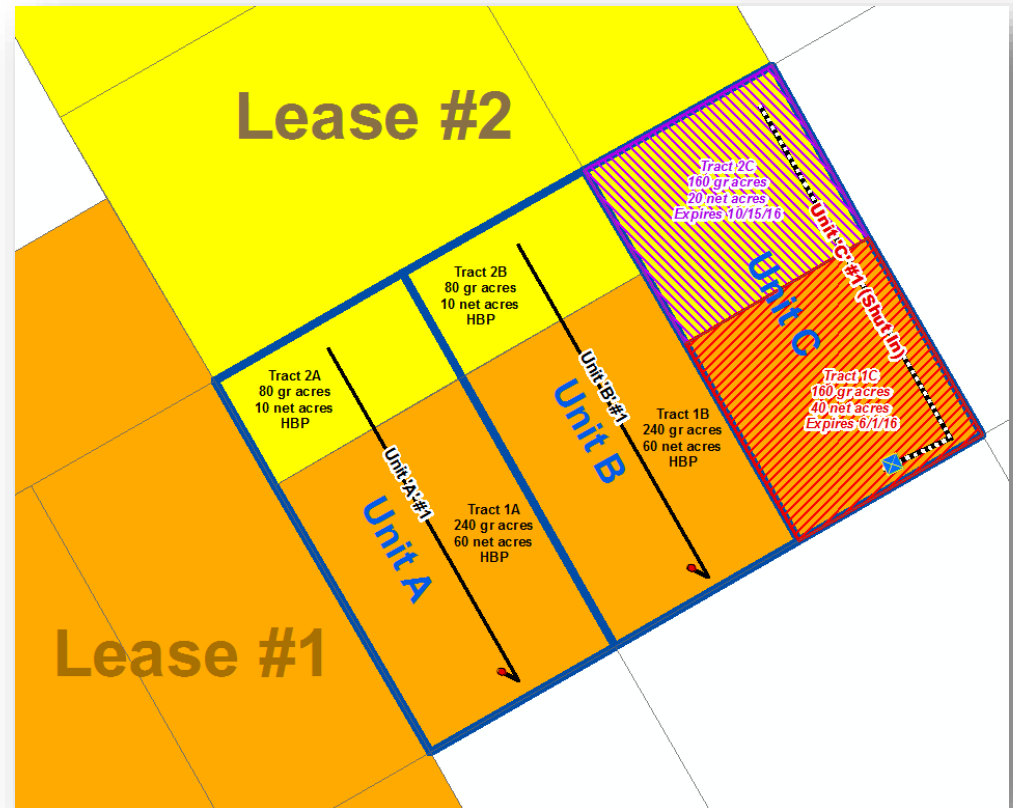 Lease #2
Tract 2C
160 gr acres
20 net acres
Expires 10/15/16
Unit 'C' #1 (Shut In)
Unit C
Tract 2B
80 gr acres
10 net acres
HBP
Unit 'B' #1
Unit B
Tract 1C
160 gr acres
40 net acres
Expires 6/1/16
Tract 2A
80 gr acres
10 net acres
HBP
Tract 1B
240 gr acres
60 net acres
HBP
Unit 'A' #1
Unit A
Tract 1A
240 gr acres
60 net acres
HBP
Lease #1